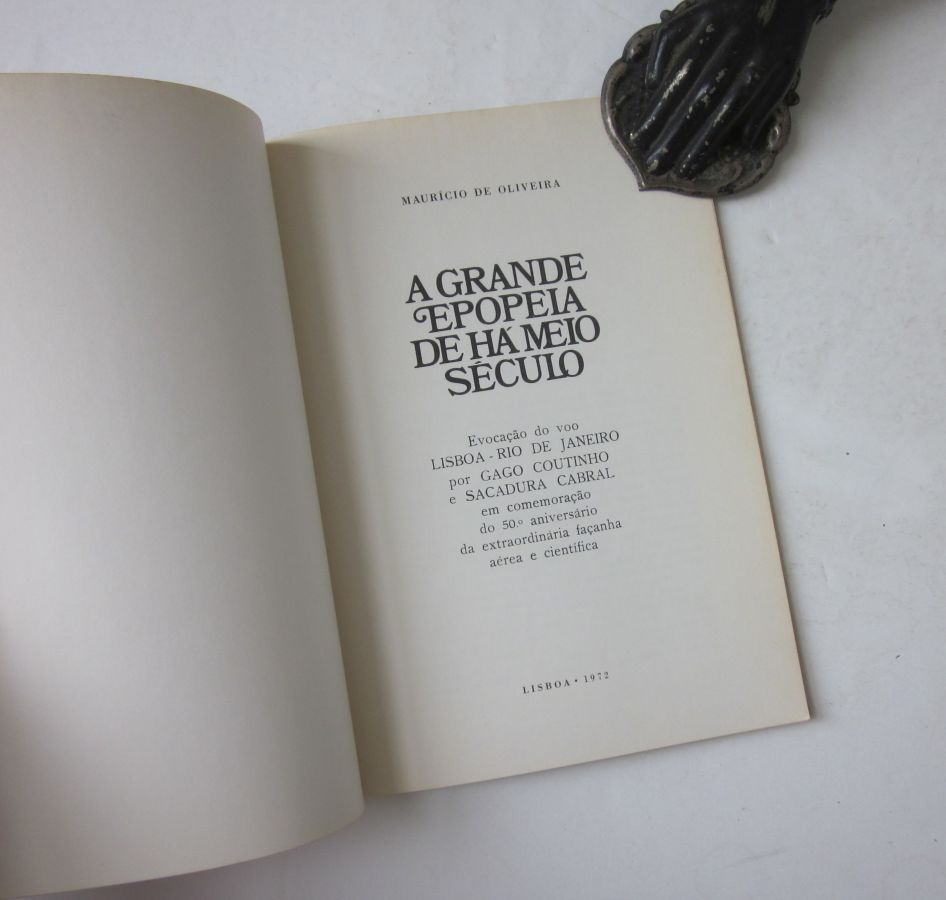 MAURÍCIO DE OLIVEIRA
A GRANDE
EPOPEIA
DE HÁ MEIO
SÉCULO
Evocação do voo
LISBOA - RIO DE JANEIRO
por GAGO COUTINHO
e SACADURA CABRAL
em comemoração
do 50.º aniversário
da extraordinária façanha
aérea e científica
LISBOA • 1972